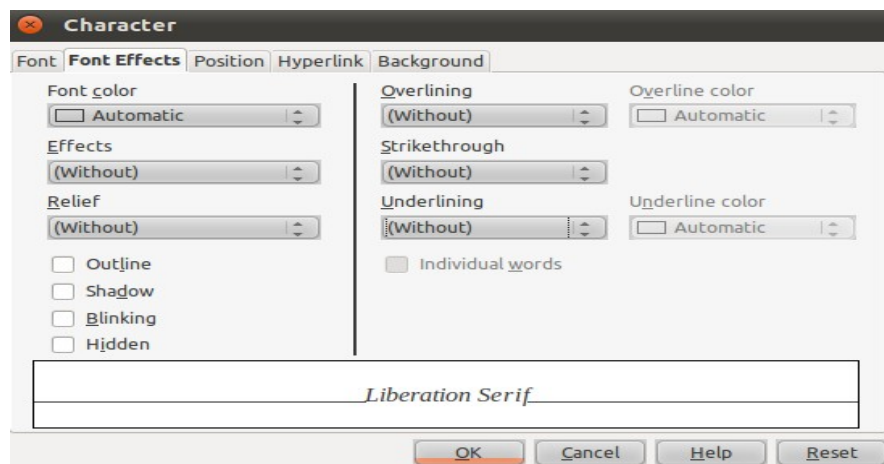 Character
Font Font Effects Position Hyperlink Background
Font color
Automatic
Effects
(Without)
Relief
(Without)
Outline
Shadow
Blinking
Hidden
Overlining
(Without)
Overline color
Automatic
Strikethrough
(Without)
Underlining
(Without)
Underline color
Automatic
Individual words
Liberation Serif
OK Cancel Help Reset